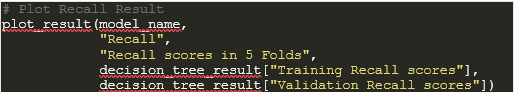 # Plot Recall Result
plot_result(model_name,
            "Recall",
            "Recall scores in 5 Folds",
            decision_tree_result["Training Recall scores"],
            decision_tree_result["Validation Recall scores"])